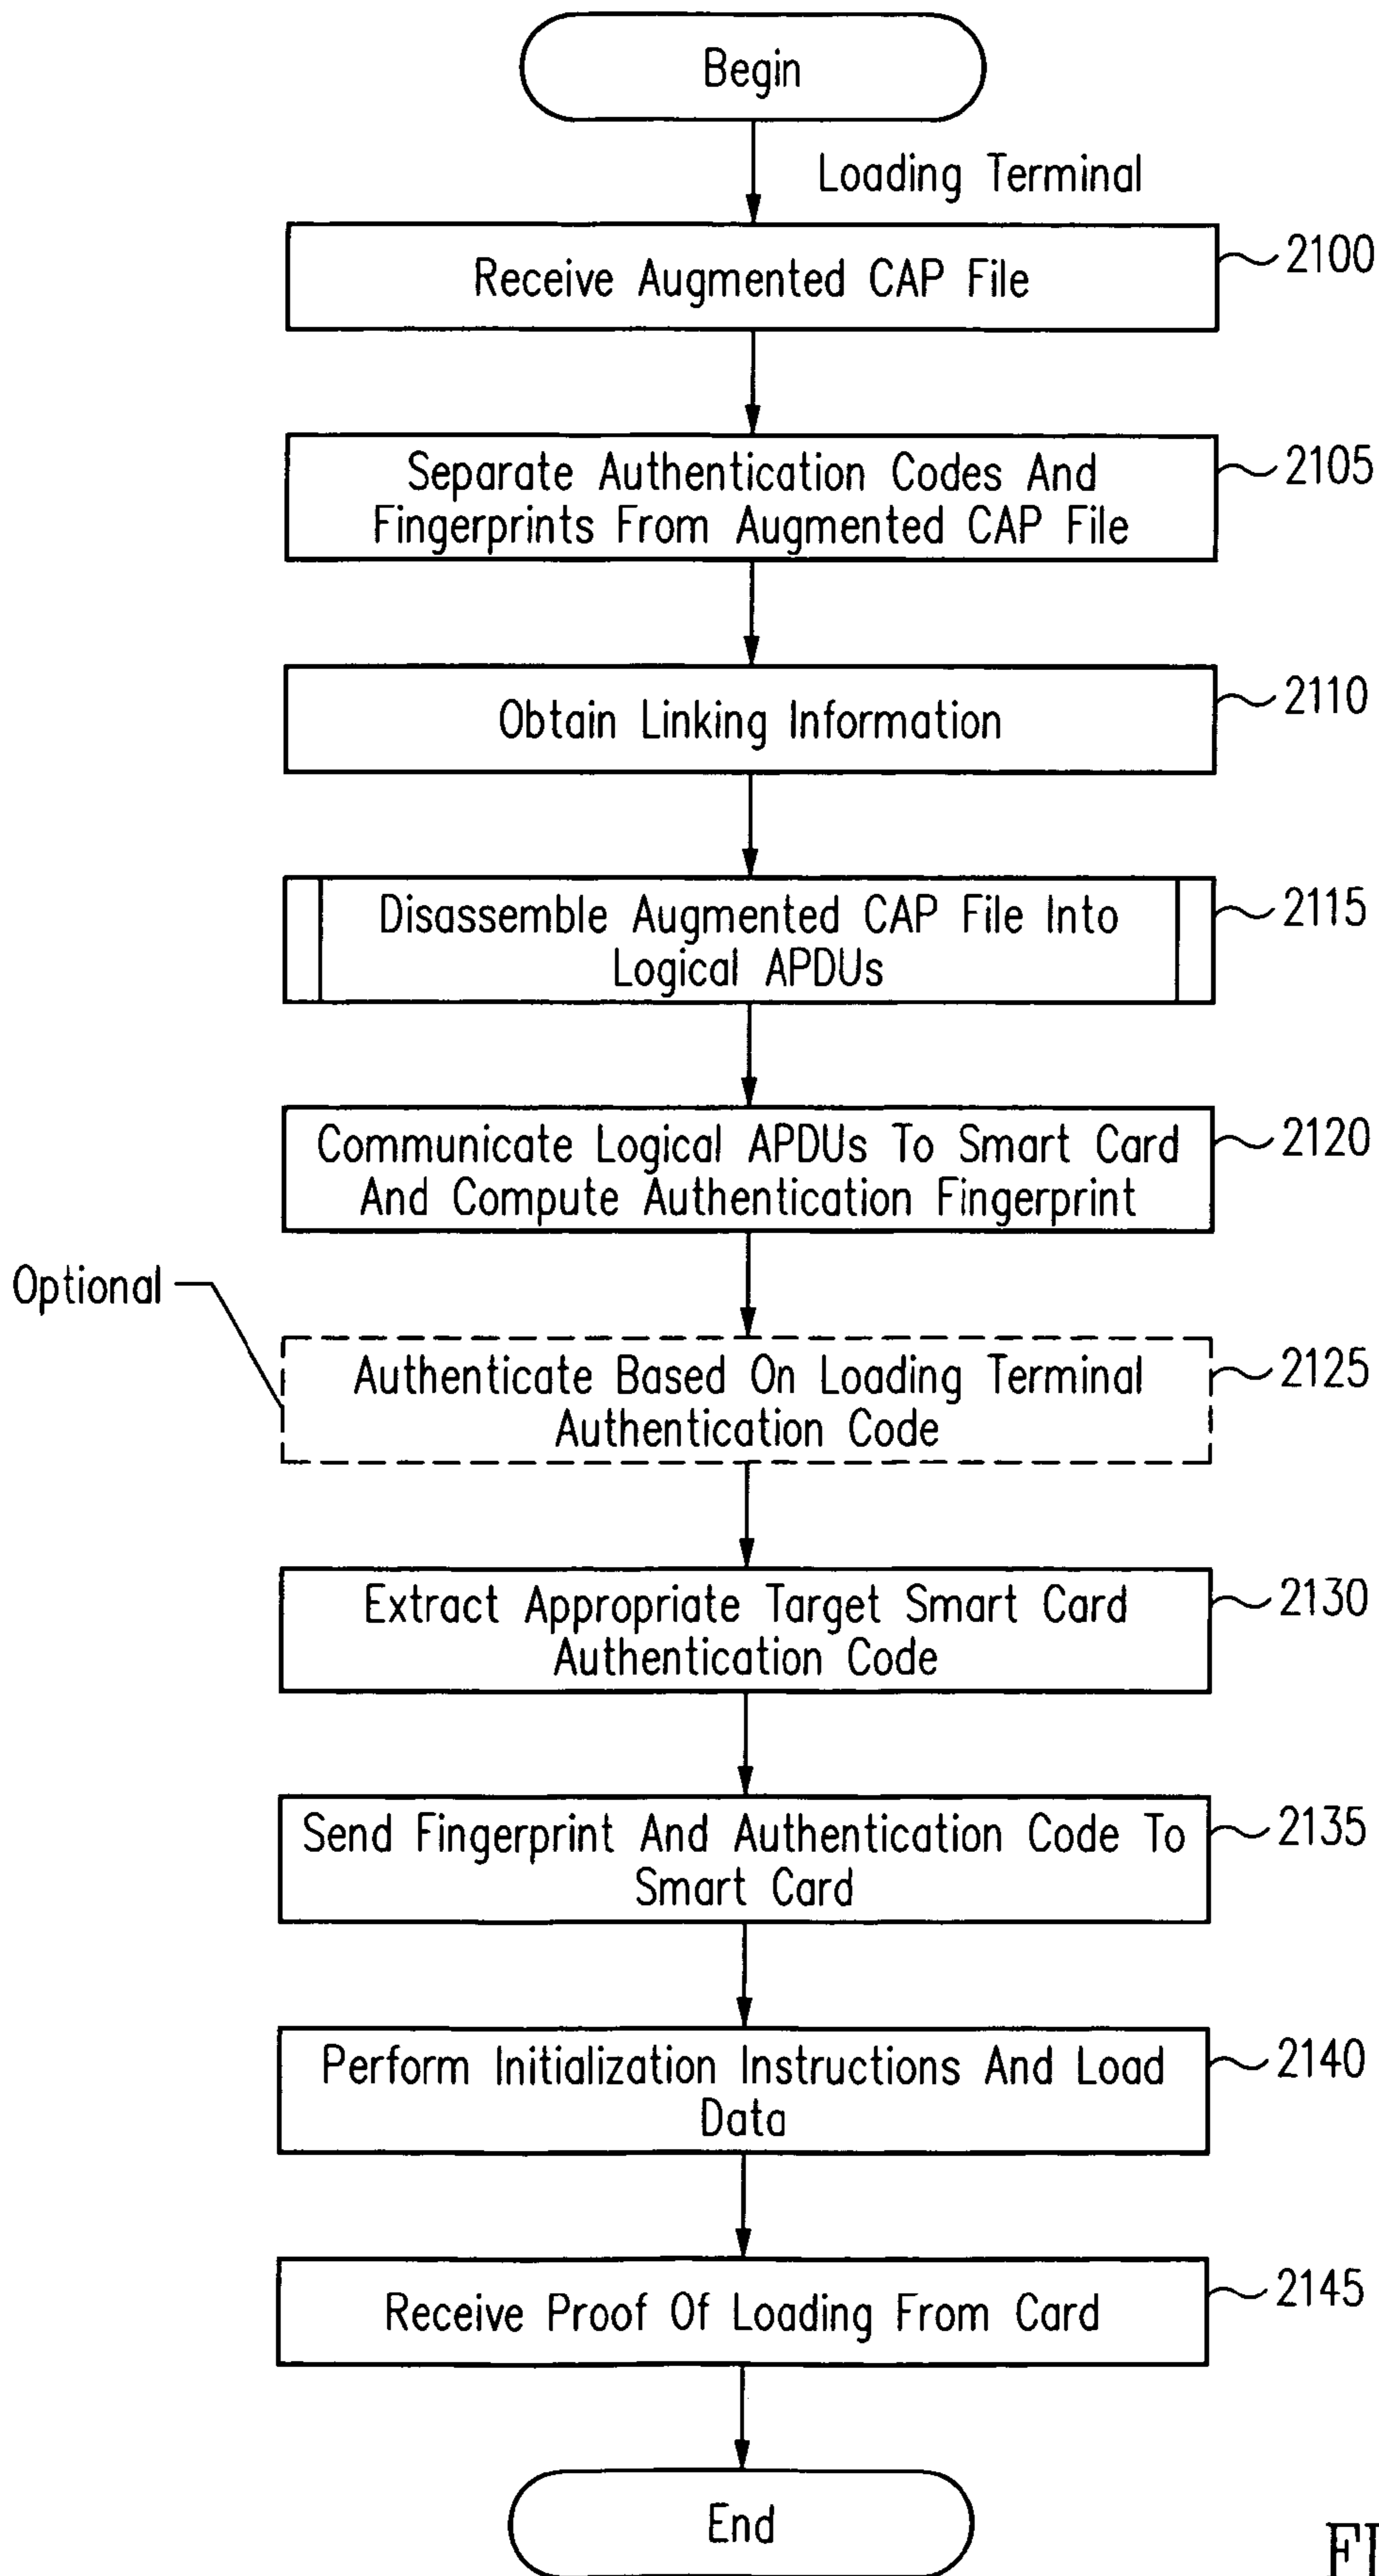 Begin
Loading Terminal
Receive Augmented CAP File
2100
Separate Authentication Codes And
Fingerprints From Augmented CAP File
2105
Obtain Linking Information
2110
Disassemble Augmented CAP File Into
Logical APDUs
2115
Communicate Logical APDUs To Smart Card
And Compute Authentication Fingerprint
2120
Optional
Authenticate Based On Loading Terminal
Authentication Code
2125
Extract Appropriate Target Smart Card
Authentication Code
2130
Send Fingerprint And Authentication Code To
Smart Card
2135
Perform Initialization Instructions And Load
Data
2140
Receive Proof Of Loading From Card
2145
End